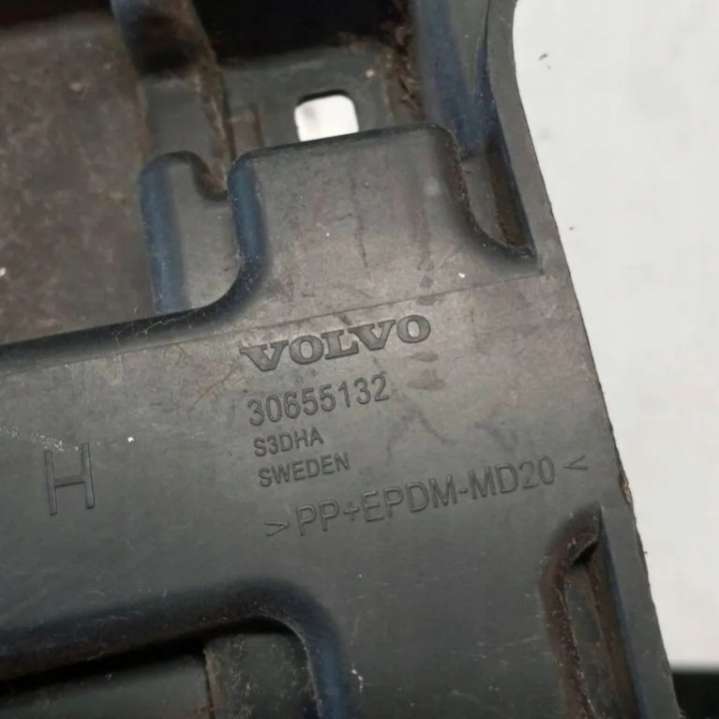 VOLVO
30655132
S3DHA
SWEDEN
H
>PP+EPDM-MD20<